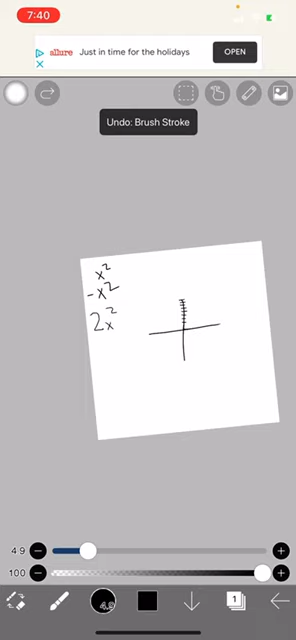 7:40
allure Just in time for the holidays OPEN
Undo: Brush Stroke
x²
-x²
2x²
4.9
100
4.9
1